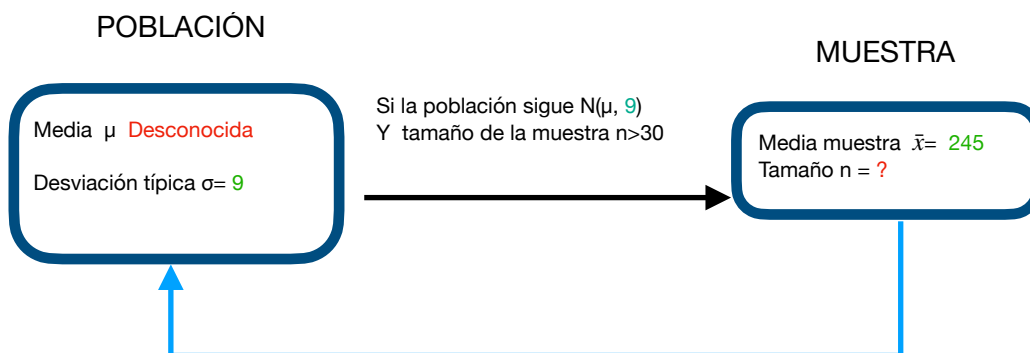 POBLACIÓN
Media μ Desconocida
Desviación típica σ= 9
Si la población sigue N(μ, 9)
Y tamaño de la muestra n>30
MUESTRA
Media muestra x̄= 245
Tamaño n = ?